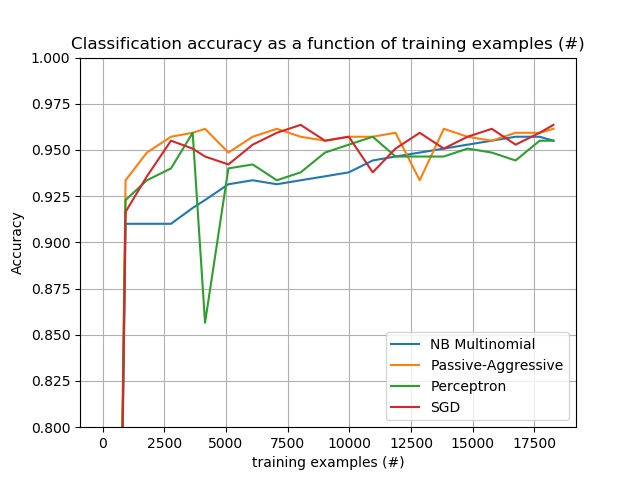 Classification accuracy as a function of training examples (#)
1.000
0.975
0.950
0.925
0.900
0.875
0.850
0.825
0.800
Accuracy
NB Multinomial
Passive-Aggressive
Perceptron
SGD
0 2500 5000 7500 10000 12500 15000 17500
training examples (#)